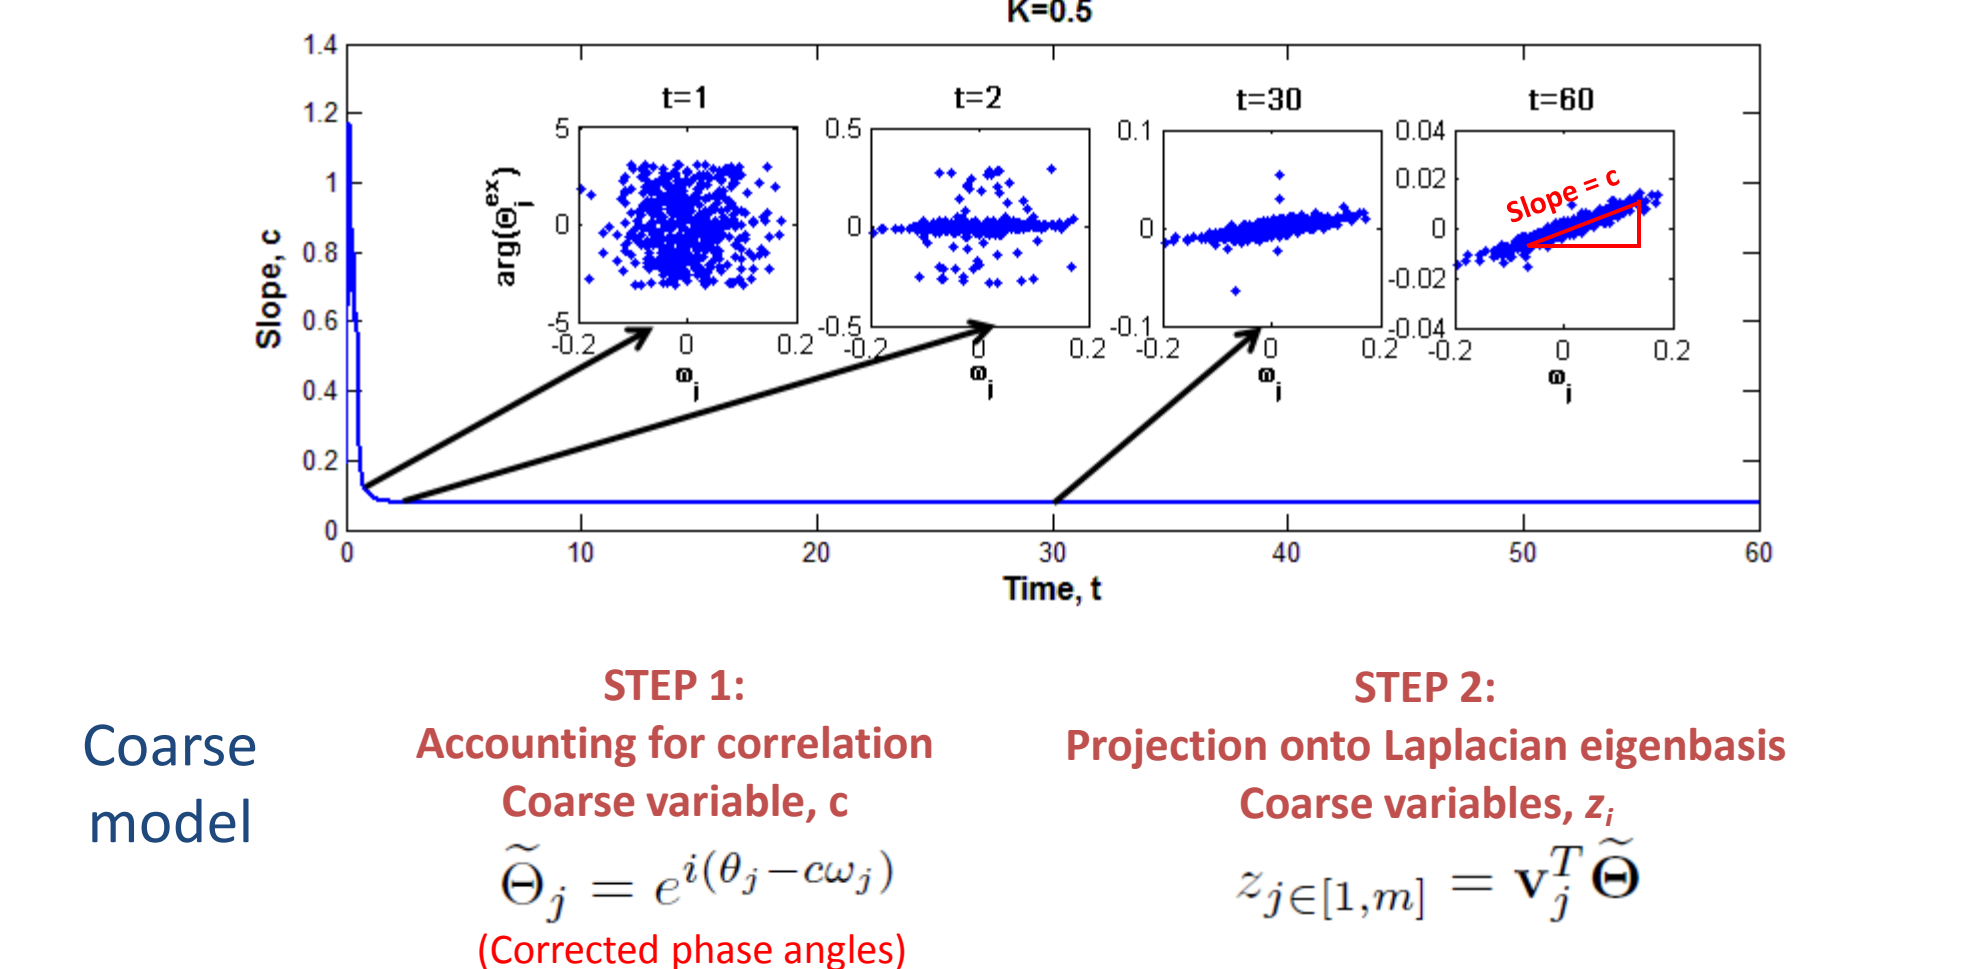 K=0.5
1.4
1.2
1
0.8
0.6
0.4
0.2
0
Slope, c
0 10 20 30 40 50 60
Time, t
t=1
5
0
-5
-0.2 0 0.2
arg(Θ_j^ex)
ω_j
t=2
0.5
0
-0.5
-0.2 0 0.2
ω_j
t=30
0.1
0
-0.1
-0.2 0 0.2
ω_j
t=60
0.04
0.02
0
-0.02
-0.04
-0.2 0 0.2
ω_j
Slope = c
Coarse
model
STEP 1:
Accounting for correlation
Coarse variable, c
Θ̃_j = e^{i(θ_j−cω_j)}
(Corrected phase angles)
STEP 2:
Projection onto Laplacian eigenbasis
Coarse variables, z_i
z_{j∈[1,m]} = v_j^T Θ̃